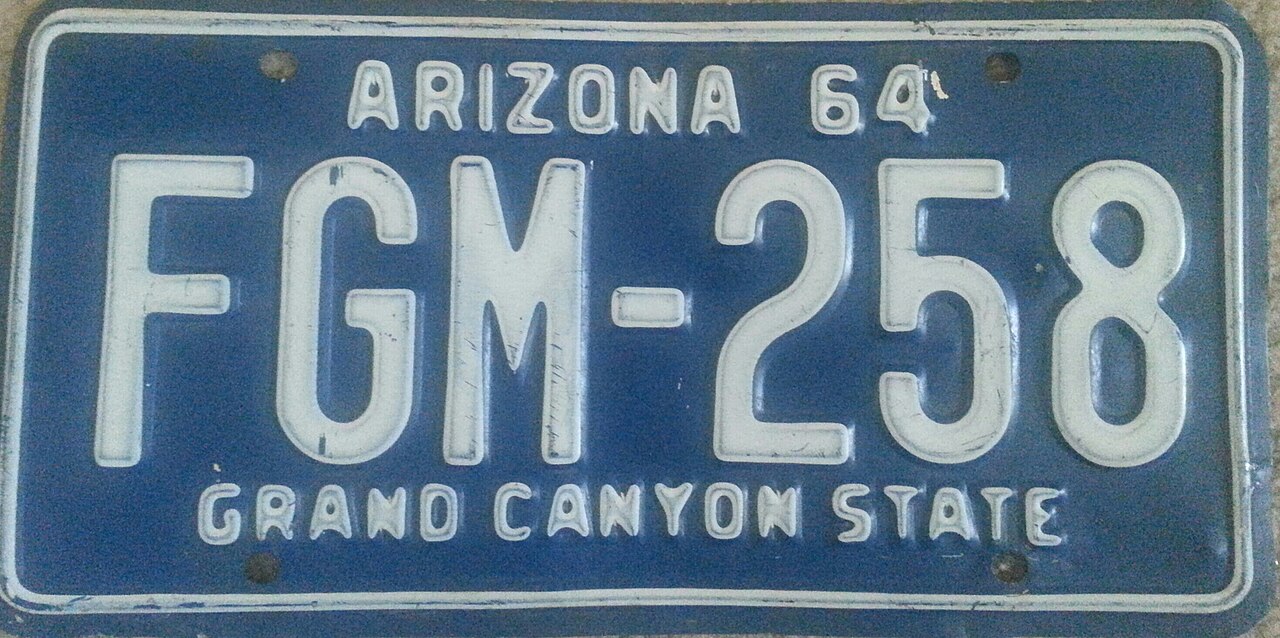 ARIZONA 64
FGM-258
GRAND CANYON STATE